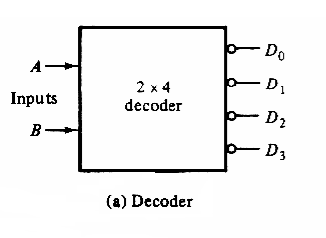 A
Inputs
B
2 × 4
decoder
D0
D1
D2
D3
(a) Decoder